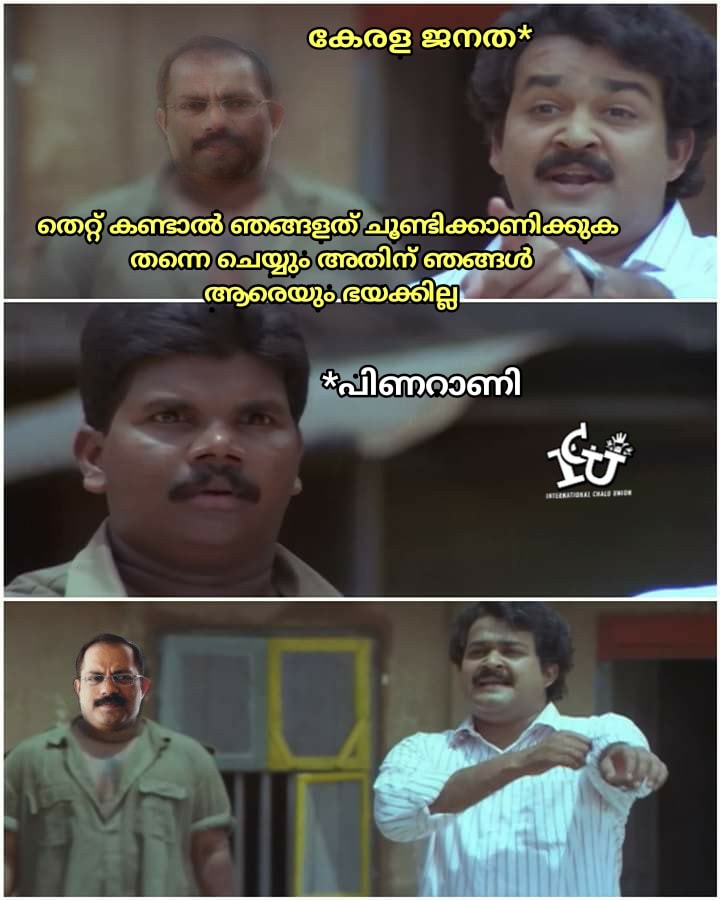 കേരള ജനത*
തെറ്റ് കണ്ടാൽ ഞങ്ങളത് ചൂണ്ടിക്കാണിക്കുക
തന്നെ ചെയ്യും അതിന് ഞങ്ങൾ
ആരെയും ഭയക്കില്ല
*പിണറാണി
ICU
INTERNATIONAL CHALU UNION